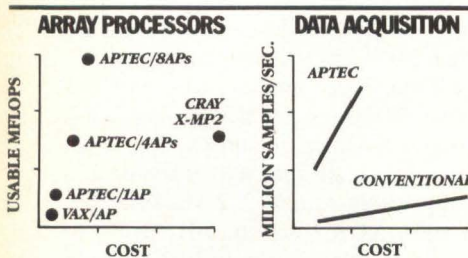 ARRAY PROCESSORS
USABLE MFLOPS
APTEC/8APs
CRAY
X-MP2
APTEC/4APs
APTEC/1AP
VAX/AP
COST
DATA ACQUISITION
MILLION SAMPLES/SEC.
APTEC
CONVENTIONAL
COST